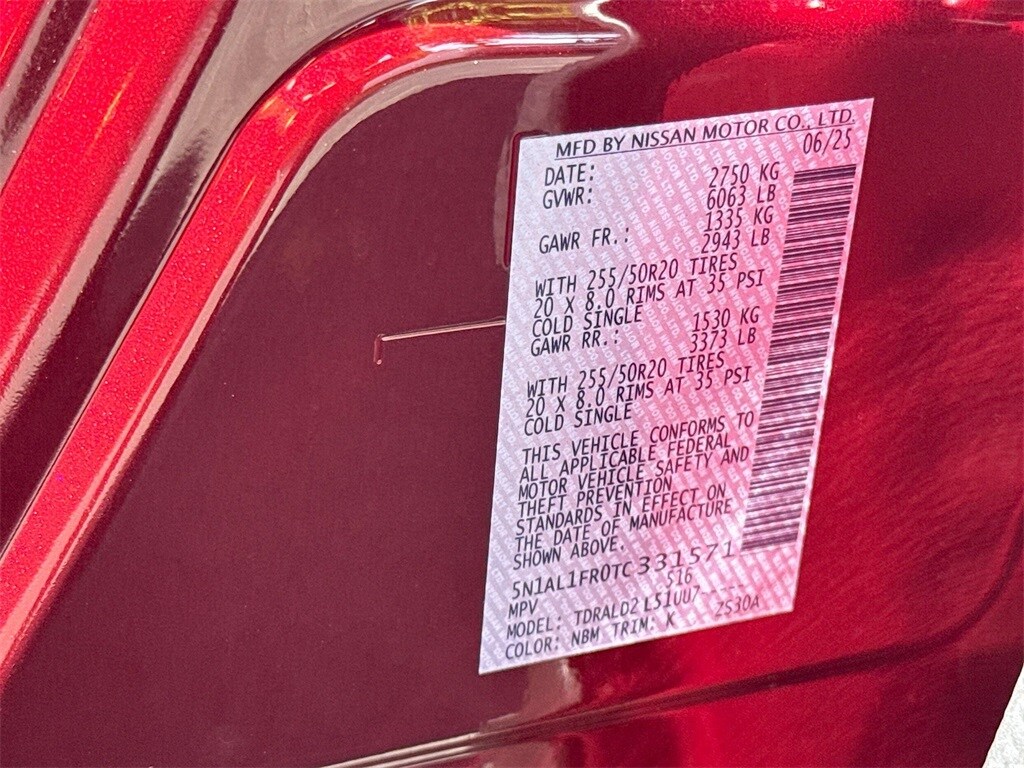 MFD BY NISSAN MOTOR CO., LTD.
DATE: 06/25
GVWR: 2750 KG
6063 LB
GAWR FR.: 1335 KG
2943 LB
WITH 255/50R20 TIRES
20 X 8.0 RIMS AT 35 PSI
COLD SINGLE
GAWR RR.: 1530 KG
3373 LB
WITH 255/50R20 TIRES
20 X 8.0 RIMS AT 35 PSI
COLD SINGLE
THIS VEHICLE CONFORMS TO
ALL APPLICABLE FEDERAL
MOTOR VEHICLE SAFETY AND
THEFT PREVENTION
STANDARDS IN EFFECT ON
THE DATE OF MANUFACTURE
SHOWN ABOVE.
5N1AL1FR0TC331571
MPV 516
MODEL: TDRALD2 L51UU7-----
COLOR: NBM TRIM: K ZS30A